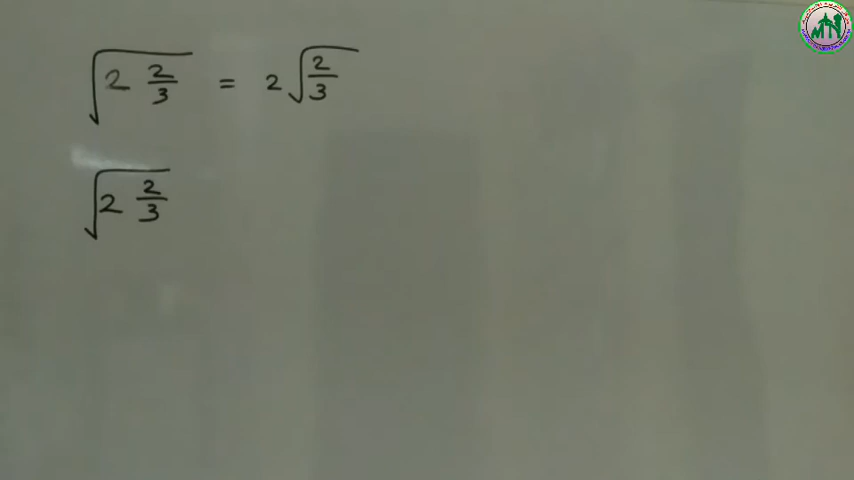 √(2 2/3) = 2√(2/3)
√(2 2/3)